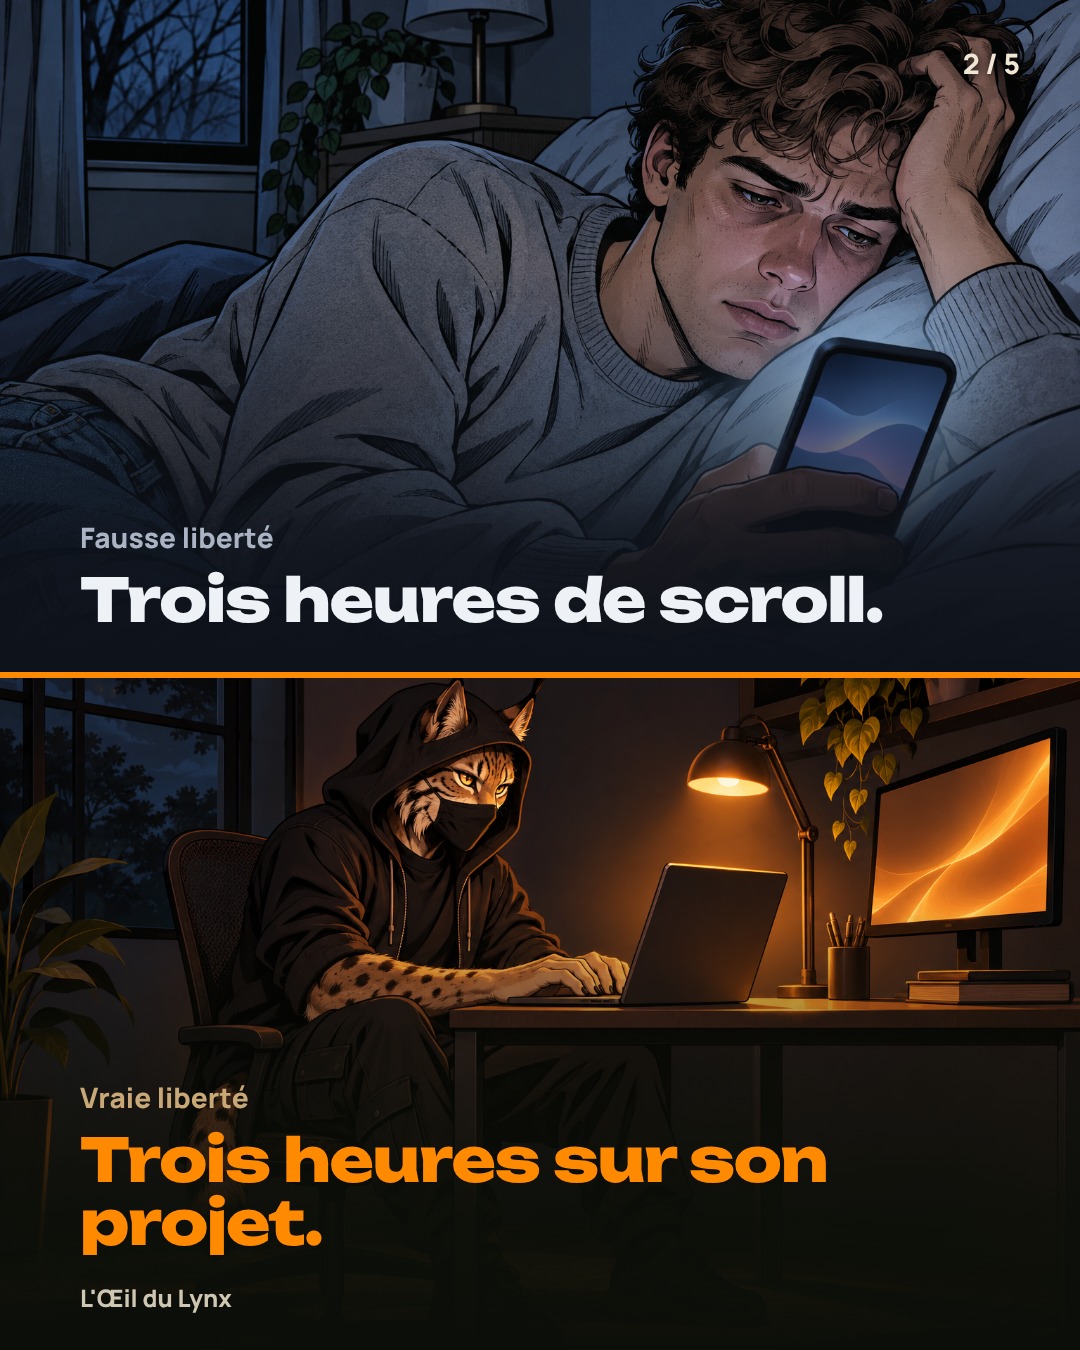 2 / 5
Fausse liberté
Trois heures de scroll.
Vraie liberté
Trois heures sur son
projet.
L'Œil du Lynx